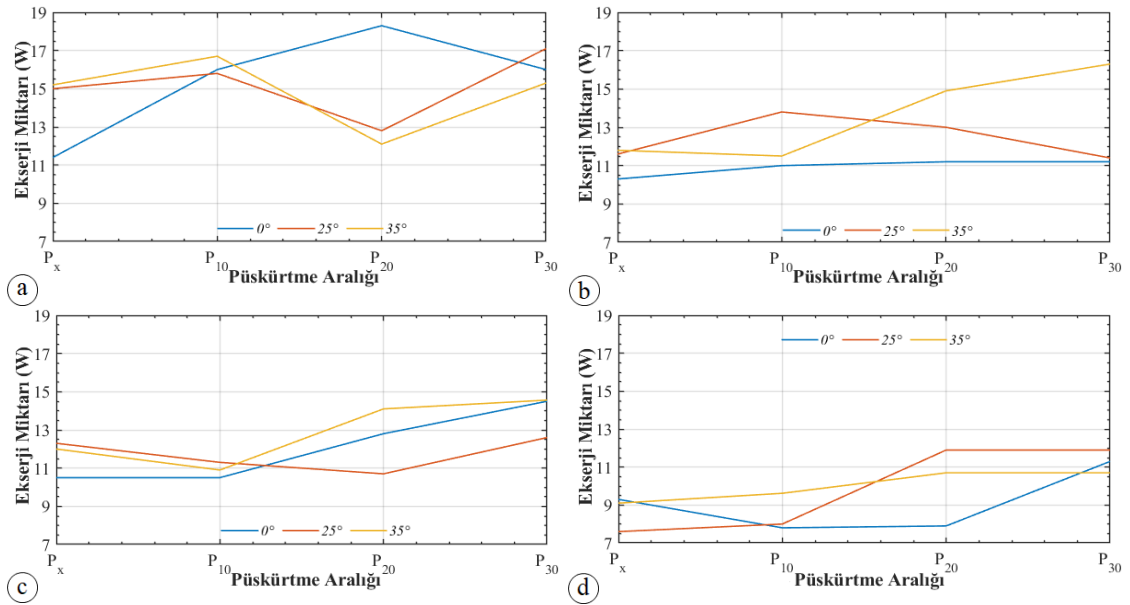 19
17
15
13
11
9
7
Ekserji Miktarı (W)
0° 25° 35°
Px P10 P20 P30
Püskürtme Aralığı
a
19
17
15
13
11
9
7
Ekserji Miktarı (W)
0° 25° 35°
Px P10 P20 P30
Püskürtme Aralığı
b
19
17
15
13
11
9
7
Ekserji Miktarı (W)
0° 25° 35°
Px P10 P20 P30
Püskürtme Aralığı
c
19
17
15
13
11
9
7
Ekserji Miktarı (W)
0° 25° 35°
Px P10 P20 P30
Püskürtme Aralığı
d